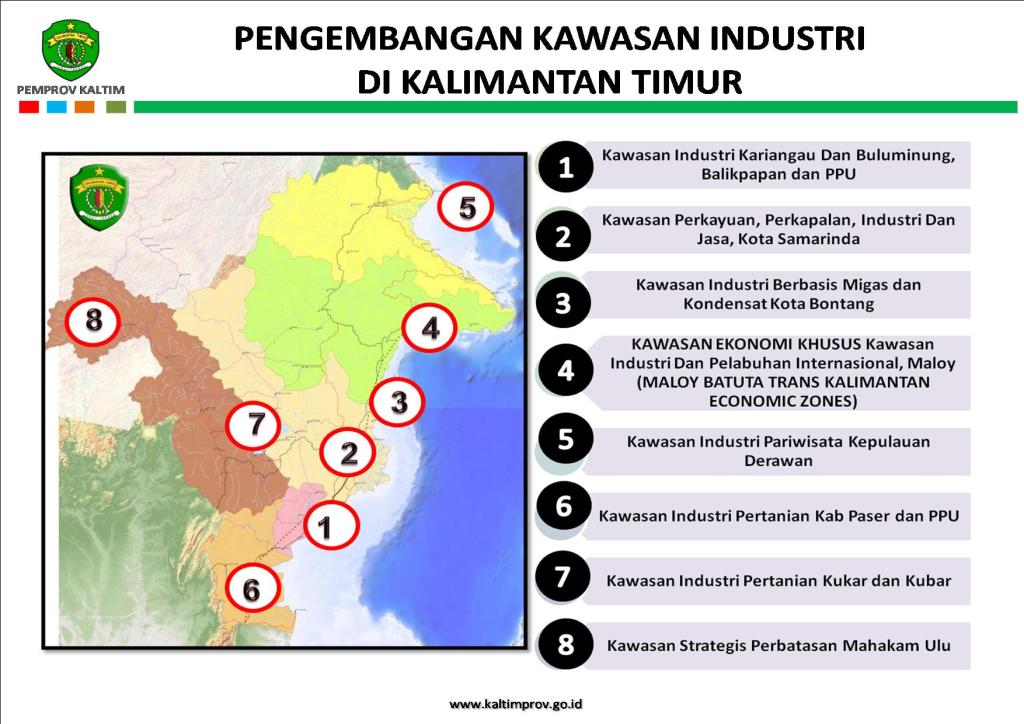 PENGEMBANGAN KAWASAN INDUSTRI
DI KALIMANTAN TIMUR
PEMPROV KALTIM
5
8
4
3
7
2
1
6
1
Kawasan Industri Kariangau Dan Buluminung,
Balikpapan dan PPU
2
Kawasan Perkayuan, Perkapalan, Industri Dan
Jasa, Kota Samarinda
3
Kawasan Industri Berbasis Migas dan
Kondensat Kota Bontang
4
KAWASAN EKONOMI KHUSUS Kawasan
Industri Dan Pelabuhan Internasional, Maloy
(MALOY BATUTA TRANS KALIMANTAN
ECONOMIC ZONES)
5
Kawasan Industri Pariwisata Kepulauan
Derawan
6
Kawasan Industri Pertanian Kab Paser dan PPU
7
Kawasan Industri Pertanian Kukar dan Kubar
8
Kawasan Strategis Perbatasan Mahakam Ulu
www.kaltimprov.go.id